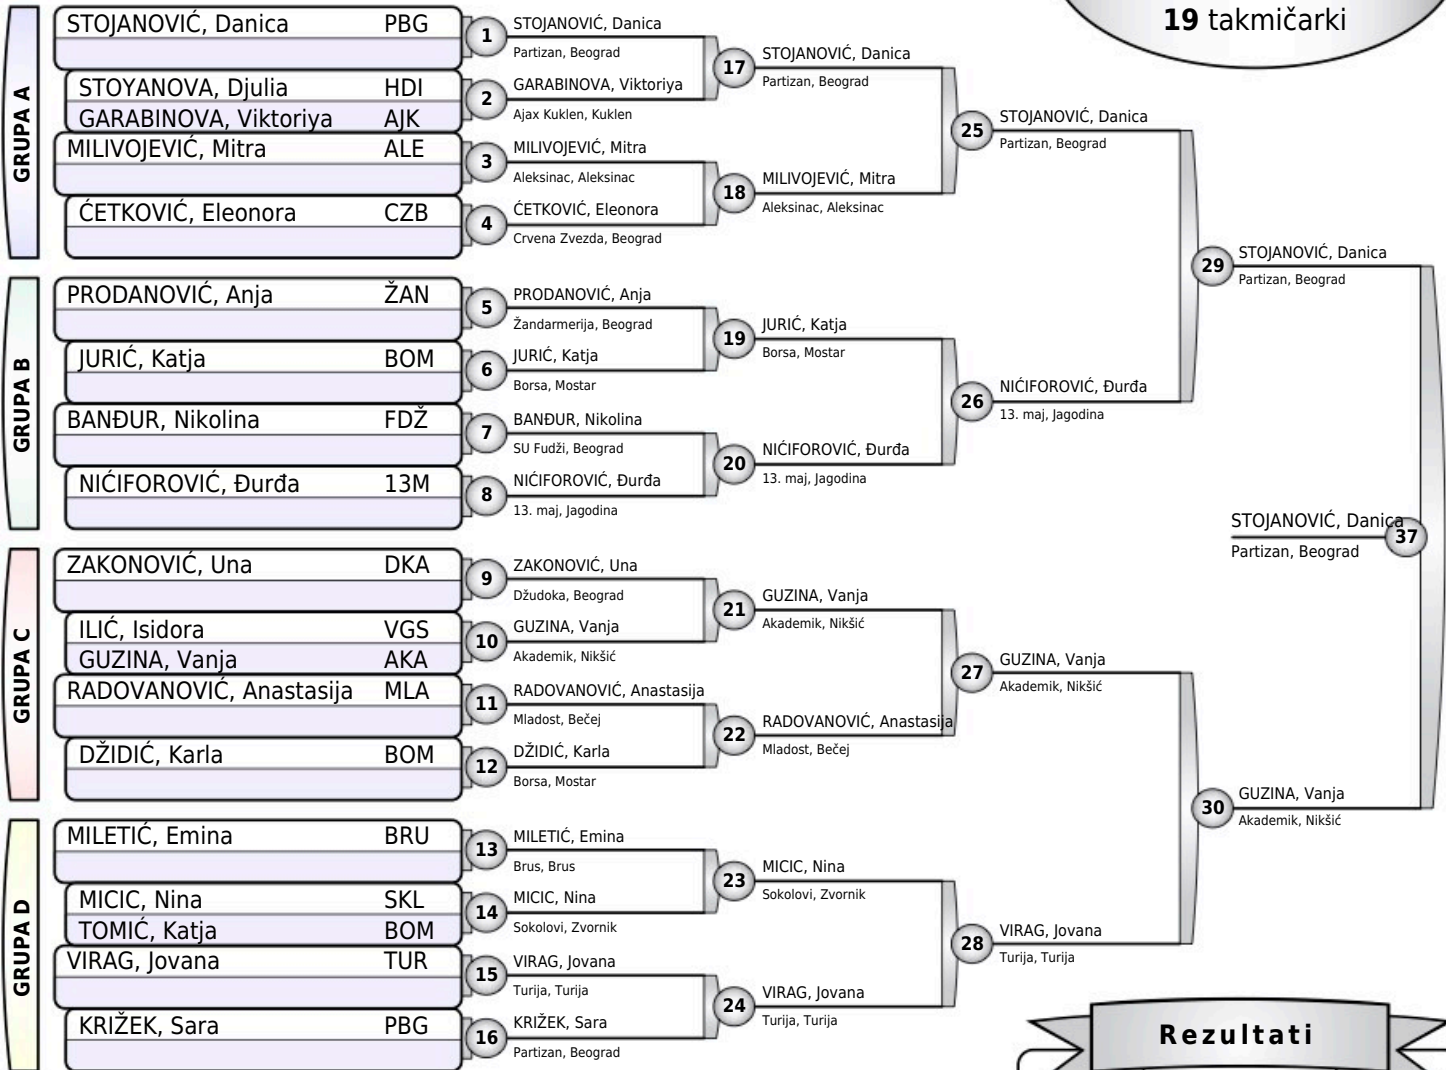 19 takmičarki
GRUPA A
STOJANOVIĆ, Danica PBG
STOYANOVA, Djulia HDI
GARABINOVA, Viktoriya AJK
MILIVOJEVIĆ, Mitra ALE
ĆETKOVIĆ, Eleonora CZB
GRUPA B
PRODANOVIĆ, Anja ŽAN
JURIĆ, Katja BOM
BANĐUR, Nikolina FDŽ
NIĆIFOROVIĆ, Đurđa 13M
GRUPA C
ZAKONOVIĆ, Una DKA
ILIĆ, Isidora VGS
GUZINA, Vanja AKA
RADOVANOVIĆ, Anastasija MLA
DŽIDIĆ, Karla BOM
GRUPA D
MILETIĆ, Emina BRU
MICIC, Nina SKL
TOMIĆ, Katja BOM
VIRAG, Jovana TUR
KRIŽEK, Sara PBG
1 STOJANOVIĆ, Danica
Partizan, Beograd
2 GARABINOVA, Viktoriya
Ajax Kuklen, Kuklen
3 MILIVOJEVIĆ, Mitra
Aleksinac, Aleksinac
4 ĆETKOVIĆ, Eleonora
Crvena Zvezda, Beograd
5 PRODANOVIĆ, Anja
Žandarmerija, Beograd
6 JURIĆ, Katja
Borsa, Mostar
7 BANĐUR, Nikolina
SU Fudži, Beograd
8 NIĆIFOROVIĆ, Đurđa
13. maj, Jagodina
9 ZAKONOVIĆ, Una
Džudoka, Beograd
10 GUZINA, Vanja
Akademik, Nikšić
11 RADOVANOVIĆ, Anastasija
Mladost, Bečej
12 DŽIDIĆ, Karla
Borsa, Mostar
13 MILETIĆ, Emina
Brus, Brus
14 MICIC, Nina
Sokolovi, Zvornik
15 VIRAG, Jovana
Turija, Turija
16 KRIŽEK, Sara
Partizan, Beograd
17 STOJANOVIĆ, Danica
Partizan, Beograd
18 MILIVOJEVIĆ, Mitra
Aleksinac, Aleksinac
19 JURIĆ, Katja
Borsa, Mostar
20 NIĆIFOROVIĆ, Đurđa
13. maj, Jagodina
21 GUZINA, Vanja
Akademik, Nikšić
22 RADOVANOVIĆ, Anastasija
Mladost, Bečej
23 MICIC, Nina
Sokolovi, Zvornik
24 VIRAG, Jovana
Turija, Turija
25 STOJANOVIĆ, Danica
Partizan, Beograd
26 NIĆIFOROVIĆ, Đurđa
13. maj, Jagodina
27 GUZINA, Vanja
Akademik, Nikšić
28 VIRAG, Jovana
Turija, Turija
29 STOJANOVIĆ, Danica
Partizan, Beograd
30 GUZINA, Vanja
Akademik, Nikšić
STOJANOVIĆ, Danica 37
Partizan, Beograd
Rezultati